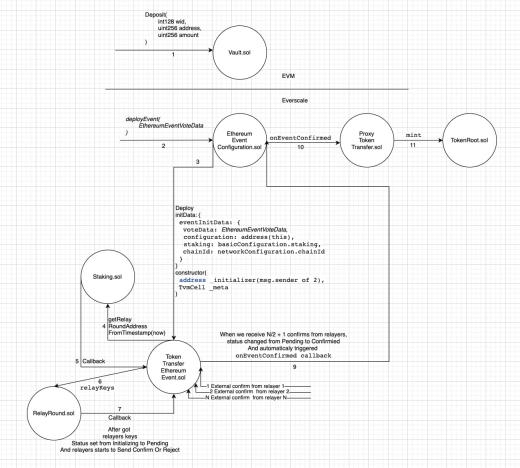 Deposit(
int128 wid,
uint256 address,
uint256 amount
)
1
Vault.sol
EVM
Everscale
deployEvent(
EthereumEventVoteData
)
2
Ethereum
Event
Configuration.sol
onEventConfirmed
10
Proxy
Token
Transfer.sol
mint
11
TokenRoot.sol
3
Deploy
initData: {
eventInitData: {
voteData: EthereumEventVoteData,
configuration: address(this),
staking: basicConfiguration.staking,
chainId: networkConfiguration.chainId
}
}
constructor(
address _initializer(msg.sender of 2),
TvmCell _meta
)
Staking.sol
getRelay
4 RoundAddress
FromTimestamp(now)
5 Callback
Token
Transfer
Ethereum
Event.sol
When we receive N/2 + 1 confirms from relayers,
status changed from Pending to Confirmied
And automaticaly triggered
onEventConfirmed callback
9
6
relayKeys
1 External confirm from relayer 1
2 External confirm from relayer 2
N External confirm from relayer N
RelayRound.sol
7
Callback
After got
relayers keys
Status set from Initializing to Pending
And relayers starts to Send Confirm Or Reject